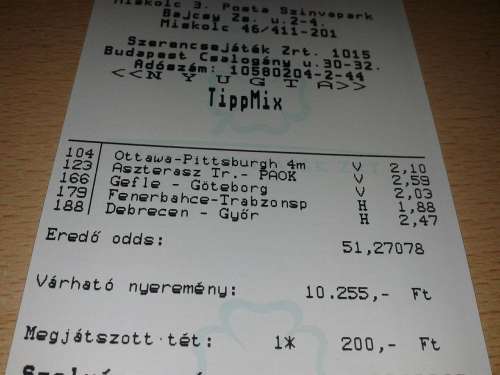 Miskolc 3. Posta Szinvapark
Bajcsy Zs. u.2-4.
Miskolc 46/411-201
Szerencsejáték Zrt. 1015
Budapest Csalogány u.30-32.
Adószám: 10580204-2-44
<<N Y U G T A>>
TippMix
104 Ottawa-Pittsburgh 4m V 2,10
123 Aszterasz Tr.- PAOK V 2,59
166 Gefle - Göteborg V 2,03
179 Fenerbahce-Trabzonsp H 1,88
188 Debrecen - Győr H 2,47
Eredő odds: 51,27078
Várható nyeremény: 10.255,- Ft
Megjátszott tét: 1* 200,- Ft